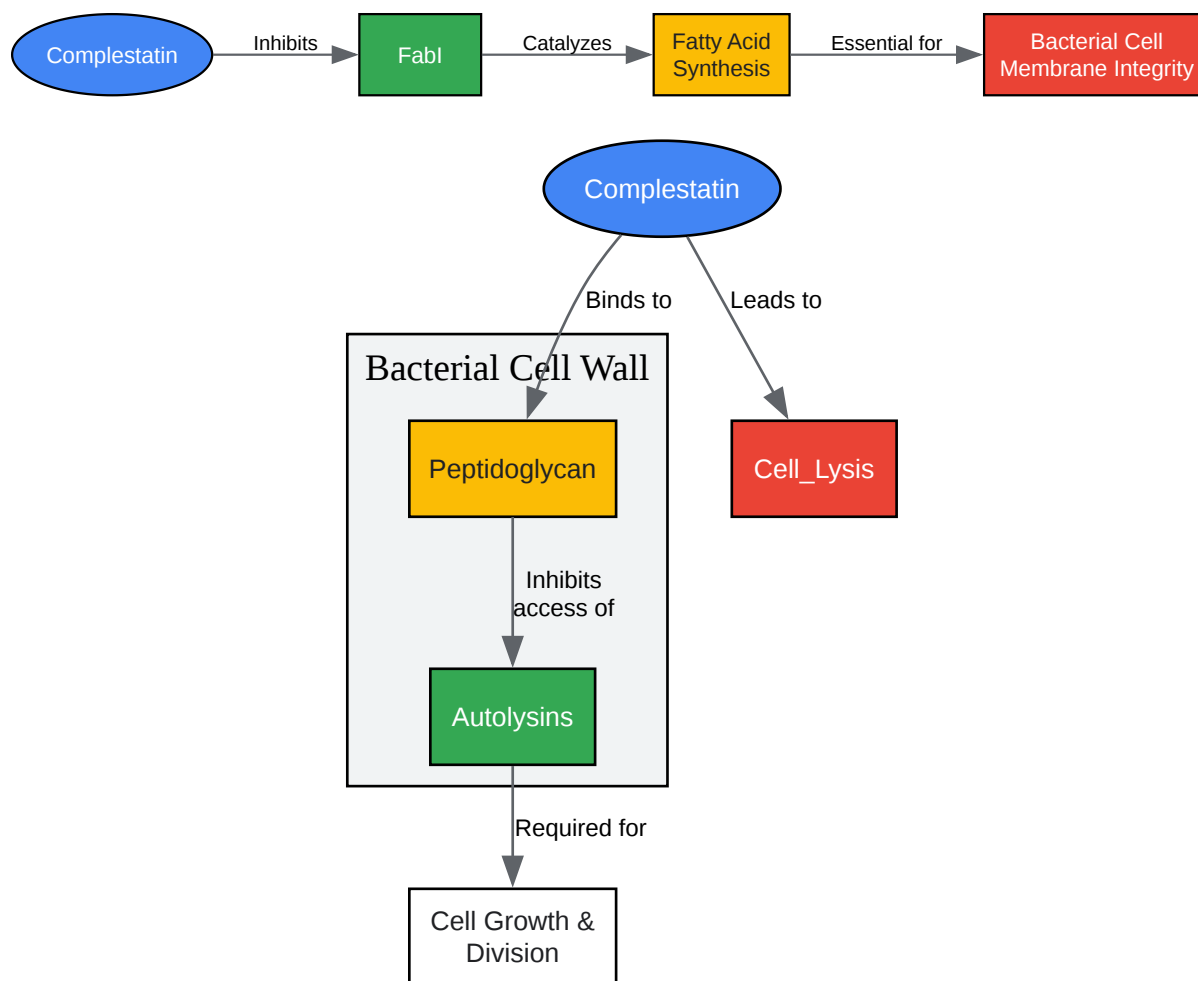 Complestatin
Inhibits
FabI
Catalyzes
Fatty Acid
Synthesis
Essential for
Bacterial Cell
Membrane Integrity
Complestatin
Binds to
Leads to
Bacterial Cell Wall
Peptidoglycan
Cell_Lysis
Inhibits
access of
Autolysins
Required for
Cell Growth &
Division